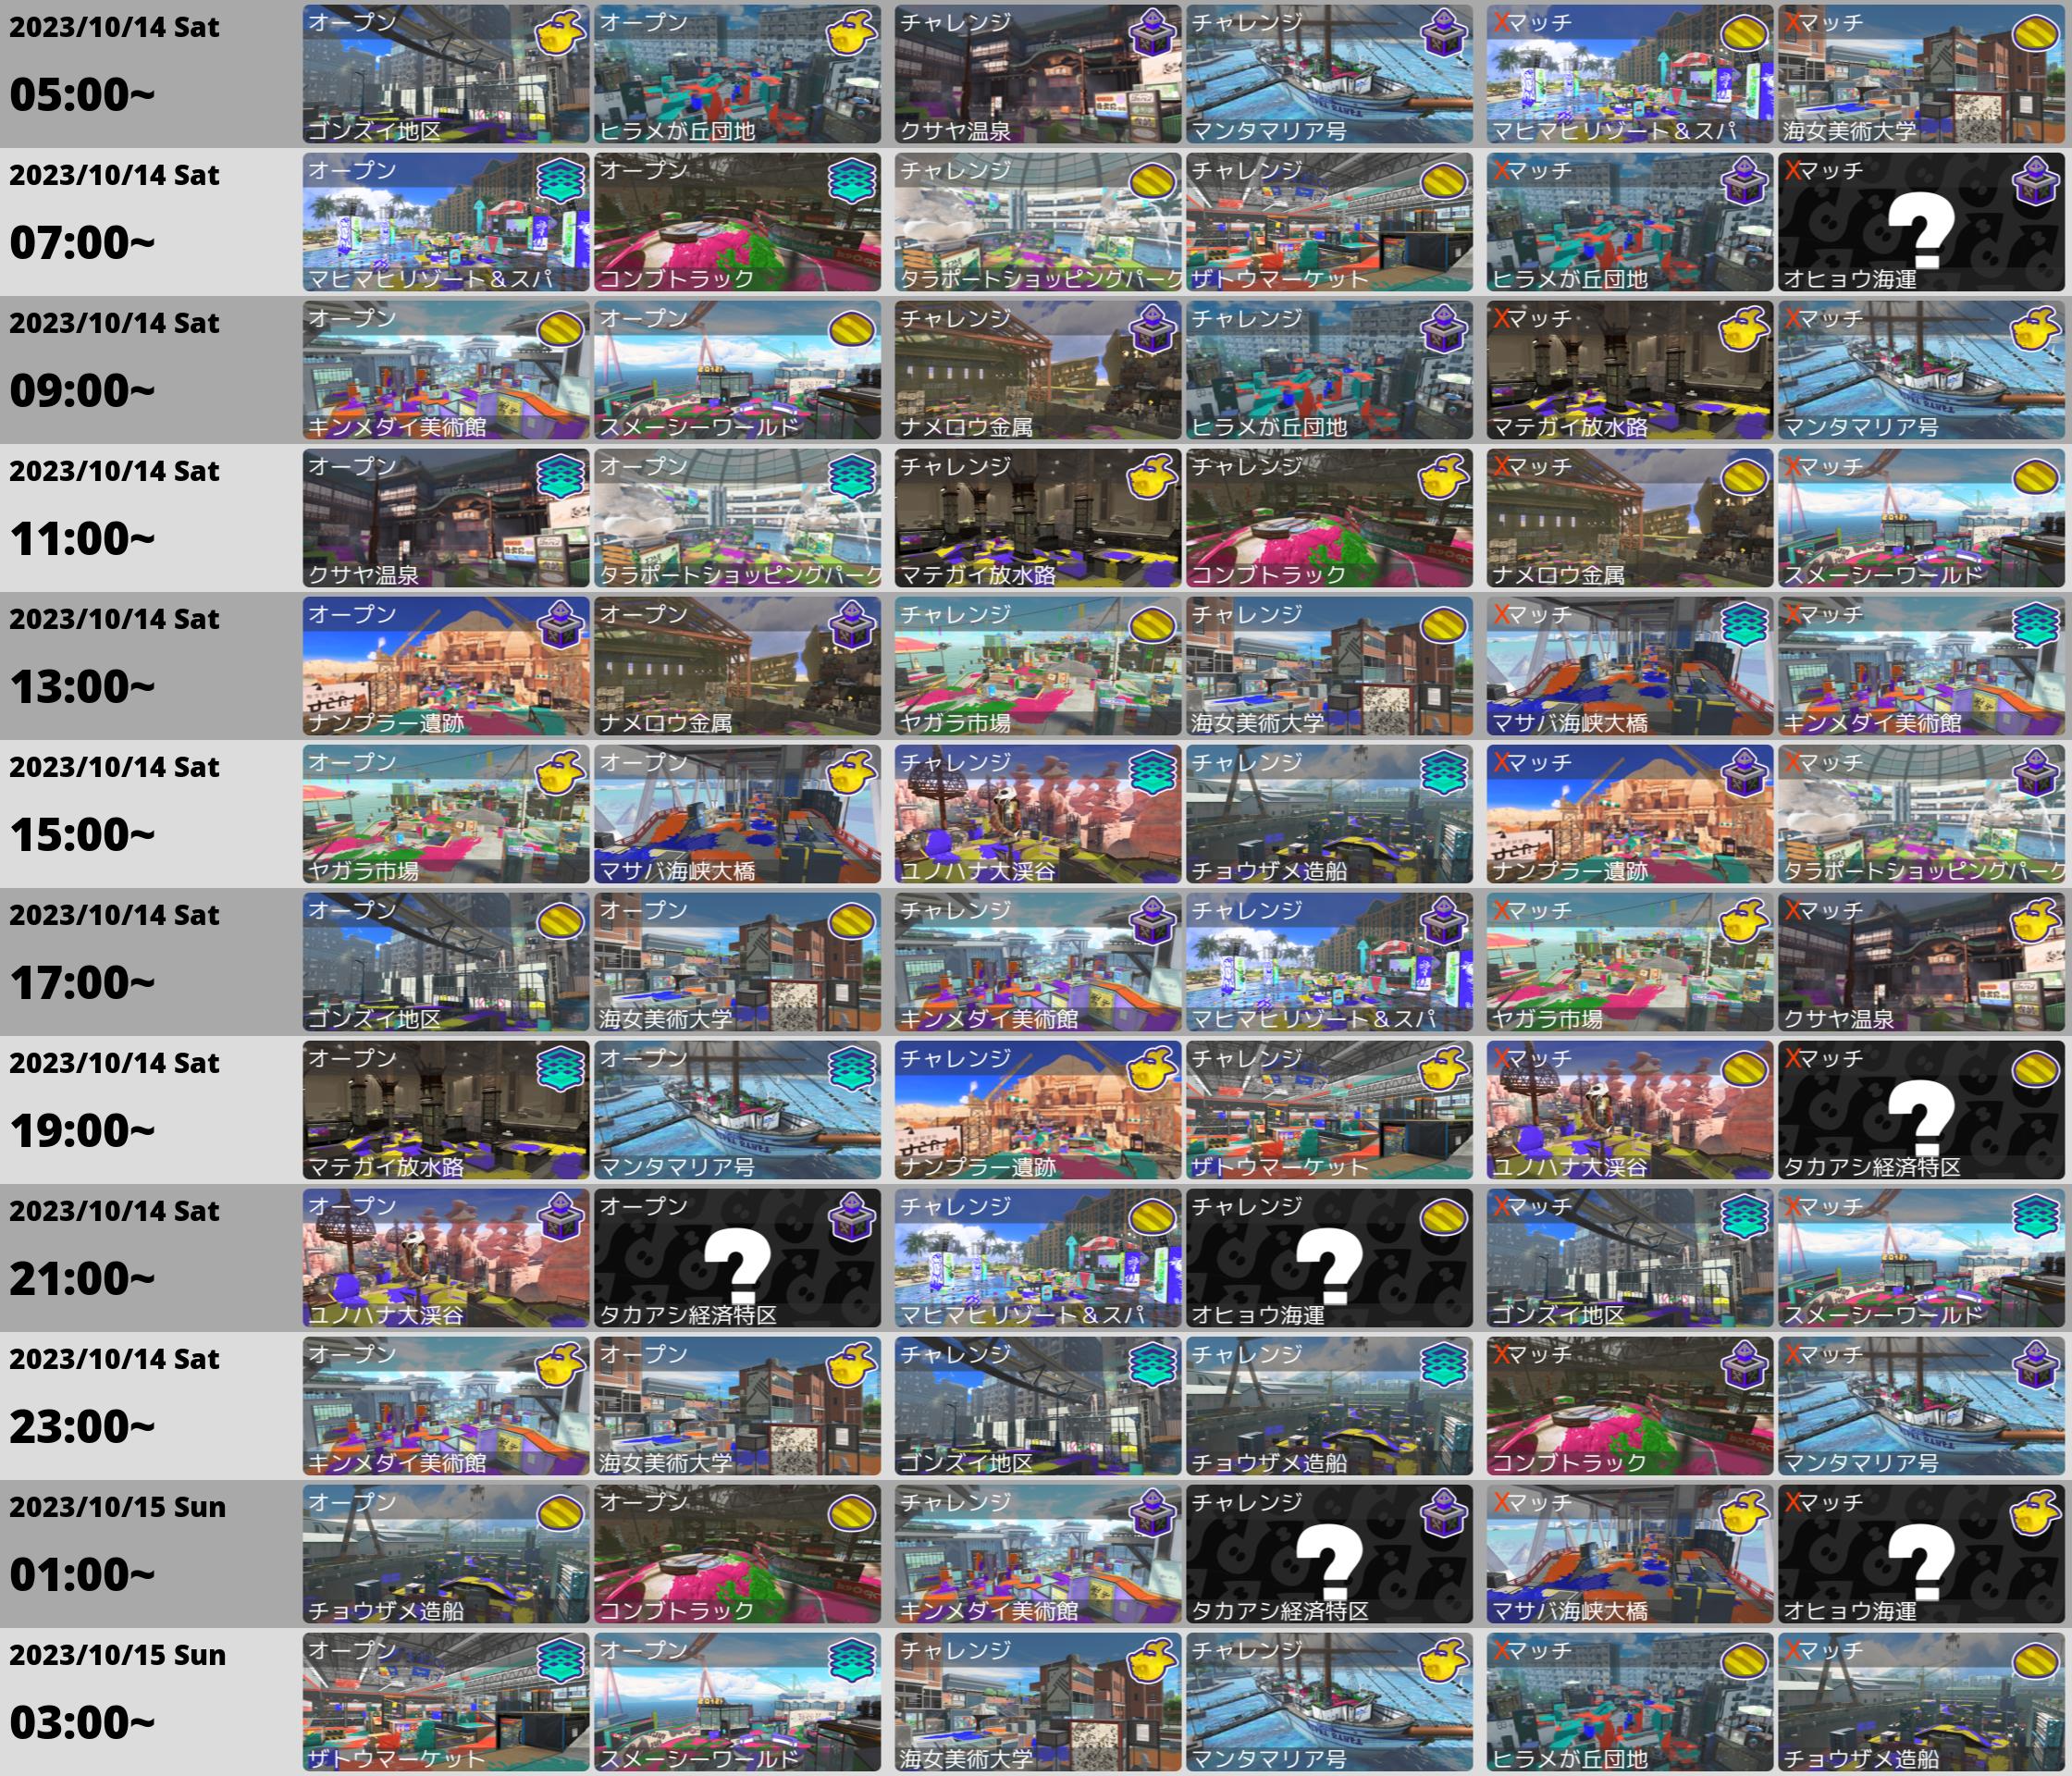 2023/10/14 Sat
05:00~
オープン
ゴンズイ地区
オープン
ヒラメが丘団地
チャレンジ
クサヤ温泉
チャレンジ
マンタマリア号
Xマッチ
マヒマヒリゾート＆スパ
Xマッチ
海女美術大学
2023/10/14 Sat
07:00~
オープン
マヒマヒリゾート＆スパ
オープン
コンブトラック
チャレンジ
タラポートショッピングパーク
チャレンジ
ザトウマーケット
Xマッチ
ヒラメが丘団地
Xマッチ
?
オヒョウ海運
2023/10/14 Sat
09:00~
オープン
キンメダイ美術館
オープン
スメーシーワールド
チャレンジ
ナメロウ金属
チャレンジ
ヒラメが丘団地
Xマッチ
マテガイ放水路
Xマッチ
マンタマリア号
2023/10/14 Sat
11:00~
オープン
クサヤ温泉
オープン
タラポートショッピングパーク
チャレンジ
マテガイ放水路
チャレンジ
コンブトラック
Xマッチ
ナメロウ金属
Xマッチ
スメーシーワールド
2023/10/14 Sat
13:00~
オープン
ナンプラー遺跡
オープン
ナメロウ金属
チャレンジ
ヤガラ市場
チャレンジ
海女美術大学
Xマッチ
マサバ海峡大橋
Xマッチ
キンメダイ美術館
2023/10/14 Sat
15:00~
オープン
ヤガラ市場
オープン
マサバ海峡大橋
チャレンジ
ユノハナ大渓谷
チャレンジ
チョウザメ造船
Xマッチ
ナンプラー遺跡
Xマッチ
タラポートショッピングパーク
2023/10/14 Sat
17:00~
オープン
ゴンズイ地区
オープン
海女美術大学
チャレンジ
キンメダイ美術館
チャレンジ
マヒマヒリゾート＆スパ
Xマッチ
ヤガラ市場
Xマッチ
クサヤ温泉
2023/10/14 Sat
19:00~
オープン
マテガイ放水路
オープン
マンタマリア号
チャレンジ
ナンプラー遺跡
チャレンジ
ザトウマーケット
Xマッチ
ユノハナ大渓谷
Xマッチ
?
タカアシ経済特区
2023/10/14 Sat
21:00~
オープン
ユノハナ大渓谷
オープン
?
タカアシ経済特区
チャレンジ
マヒマヒリゾート＆スパ
チャレンジ
?
オヒョウ海運
Xマッチ
ゴンズイ地区
Xマッチ
スメーシーワールド
2023/10/14 Sat
23:00~
オープン
キンメダイ美術館
オープン
海女美術大学
チャレンジ
ゴンズイ地区
チャレンジ
チョウザメ造船
Xマッチ
コンブトラック
Xマッチ
マンタマリア号
2023/10/15 Sun
01:00~
オープン
チョウザメ造船
オープン
コンブトラック
チャレンジ
キンメダイ美術館
チャレンジ
?
タカアシ経済特区
Xマッチ
マサバ海峡大橋
Xマッチ
?
オヒョウ海運
2023/10/15 Sun
03:00~
オープン
ザトウマーケット
オープン
スメーシーワールド
チャレンジ
海女美術大学
チャレンジ
マンタマリア号
Xマッチ
ヒラメが丘団地
Xマッチ
チョウザメ造船